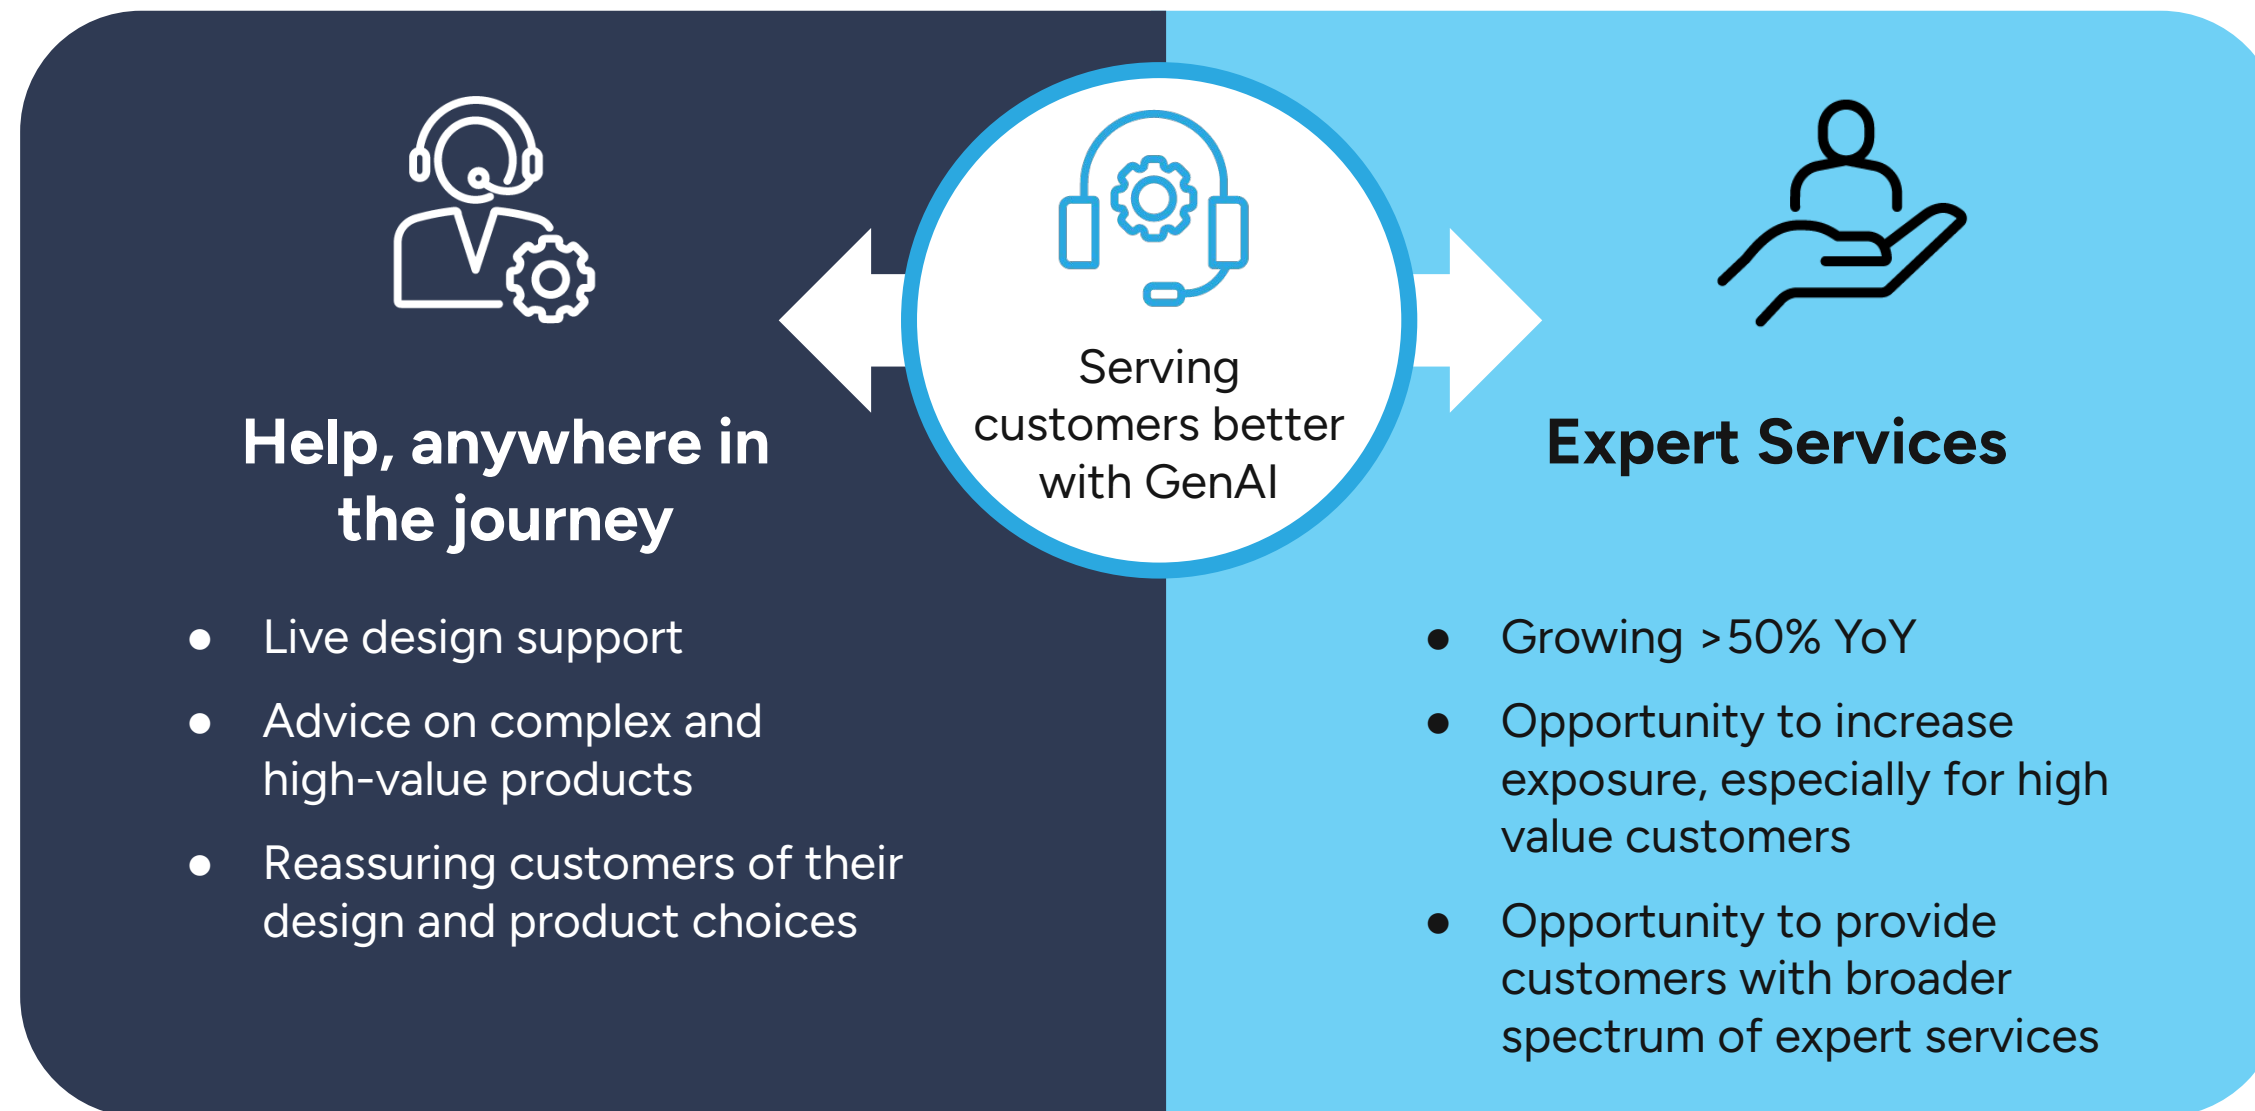 Serving
customers better
with GenAI
Help, anywhere in
the journey
● Live design support
● Advice on complex and
high-value products
● Reassuring customers of their
design and product choices
Expert Services
● Growing >50% YoY
● Opportunity to increase
exposure, especially for high
value customers
● Opportunity to provide
customers with broader
spectrum of expert services